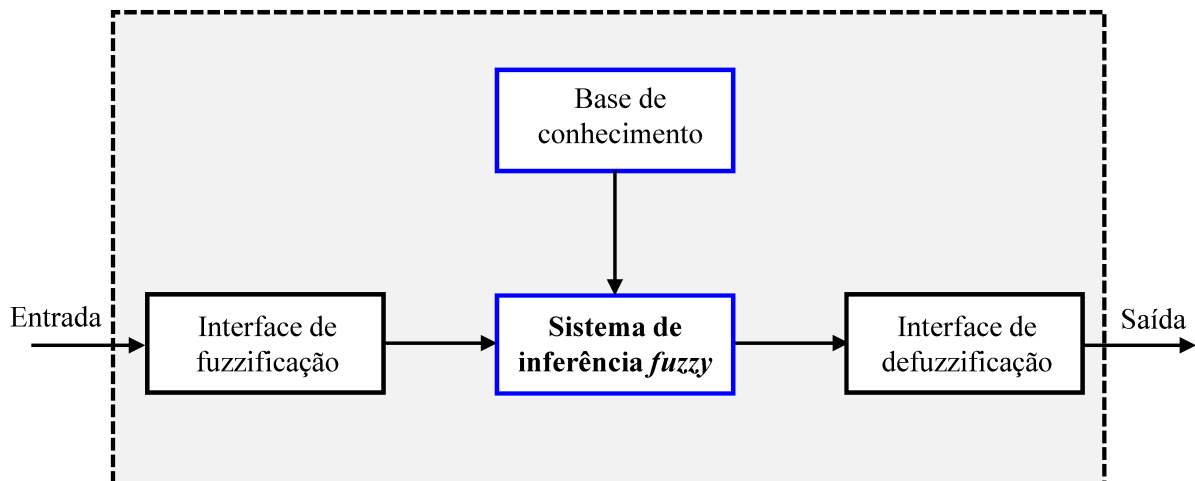 Base de
conhecimento
Entrada
Interface de
fuzzificação
Sistema de
inferência fuzzy
Interface de
defuzzificação
Saída